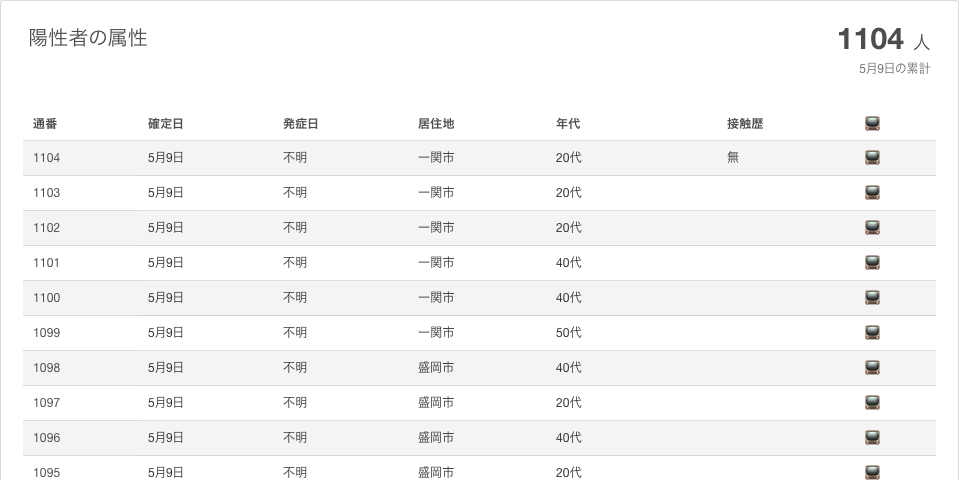 陽性者の属性
1104 人
5月9日の累計
通番 確定日 発症日 居住地 年代 接触歴
1104 5月9日 不明 一関市 20代 無
1103 5月9日 不明 一関市 20代
1102 5月9日 不明 一関市 20代
1101 5月9日 不明 一関市 40代
1100 5月9日 不明 一関市 40代
1099 5月9日 不明 一関市 50代
1098 5月9日 不明 盛岡市 40代
1097 5月9日 不明 盛岡市 20代
1096 5月9日 不明 盛岡市 40代
1095 5月9日 不明 盛岡市 20代